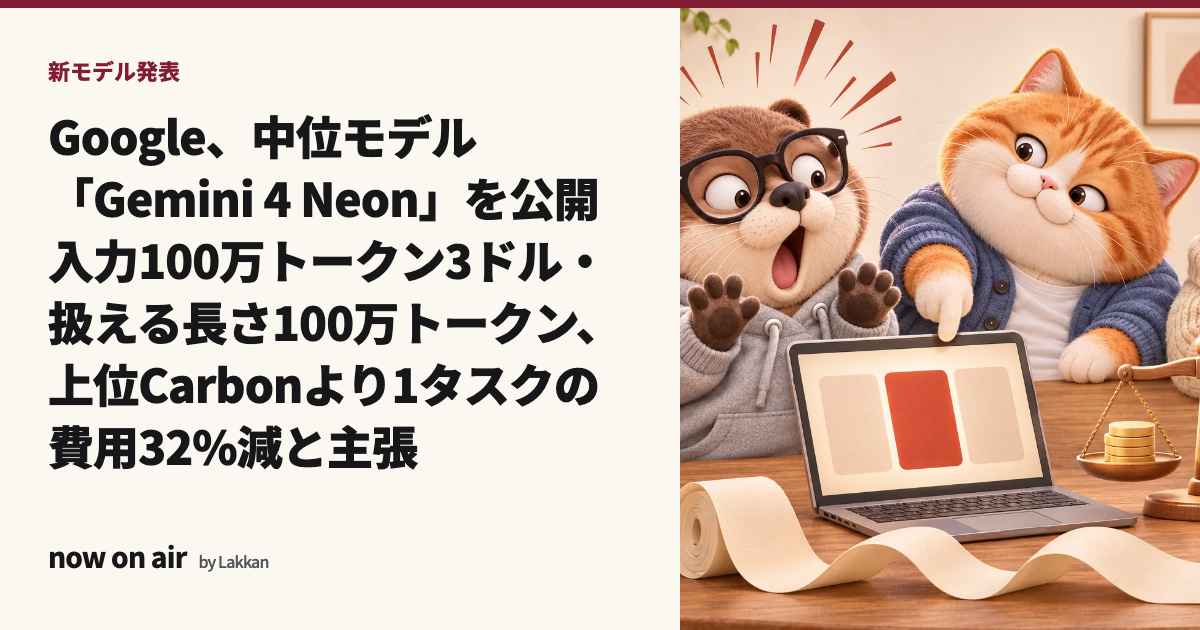 新モデル発表
Google、中位モデル
「Gemini 4 Neon」を公開
入力100万トークン3ドル・
扱える長さ100万トークン、
上位Carbonより1タスクの
費用32%減と主張
now on air by Lakkan